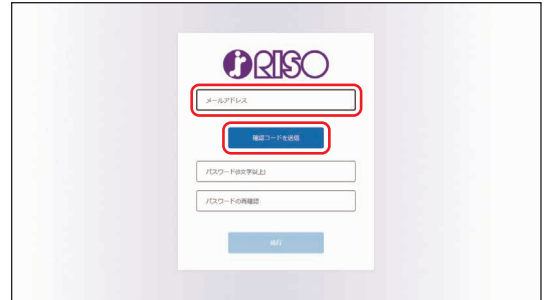 RISO
メールアドレス
確認コードを送信
パスワード(8文字以上)
パスワードの再確認
続行